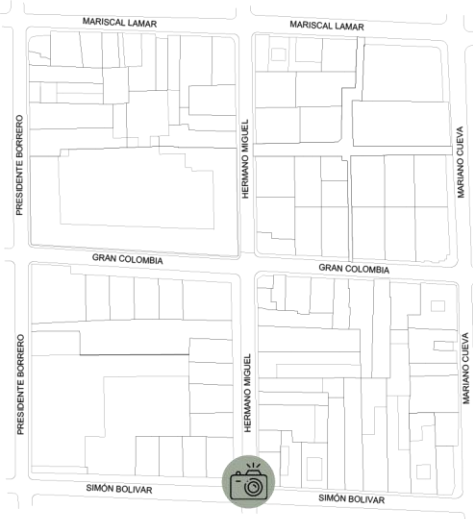 MARISCAL LAMAR
MARISCAL LAMAR
PRESIDENTE BORRERO
HERMANO MIGUEL
MARIANO CUEVA
GRAN COLOMBIA
GRAN COLOMBIA
PRESIDENTE BORRERO
HERMANO MIGUEL
MARIANO CUEVA
SIMÓN BOLIVAR
SIMÓN BOLIVAR